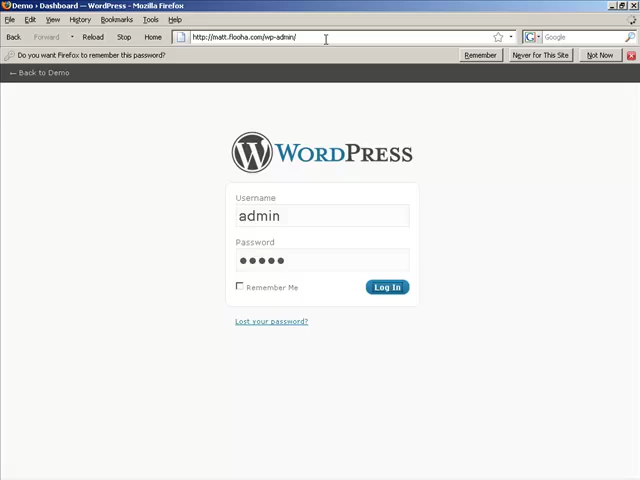 Demo › Dashboard — WordPress - Mozilla Firefox
File Edit View History Bookmarks Tools Help
Back Forward Reload Stop Home http://matt.flooha.com/wp-admin/ G Google
Do you want Firefox to remember this password? Remember Never for This Site Not Now
← Back to Demo
WORDPRESS
Username
admin
Password
●●●●●
Remember Me Log In
Lost your password?